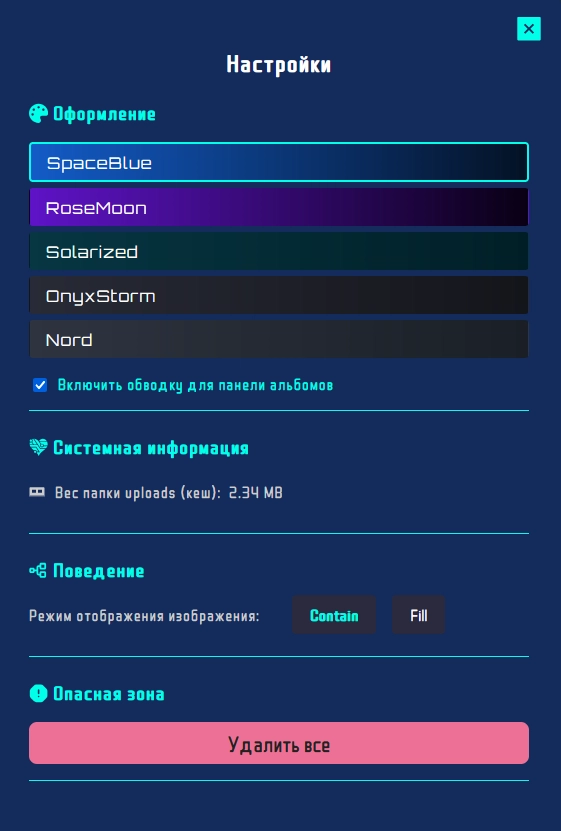 Настройки
Оформление
SpaceBlue
RoseMoon
Solarized
OnyxStorm
Nord
Включить обводку для панели альбомов
Системная информация
Вес папки uploads (кеш): 2.34 MB
Поведение
Режим отображения изображения: Contain Fill
Опасная зона
Удалить все